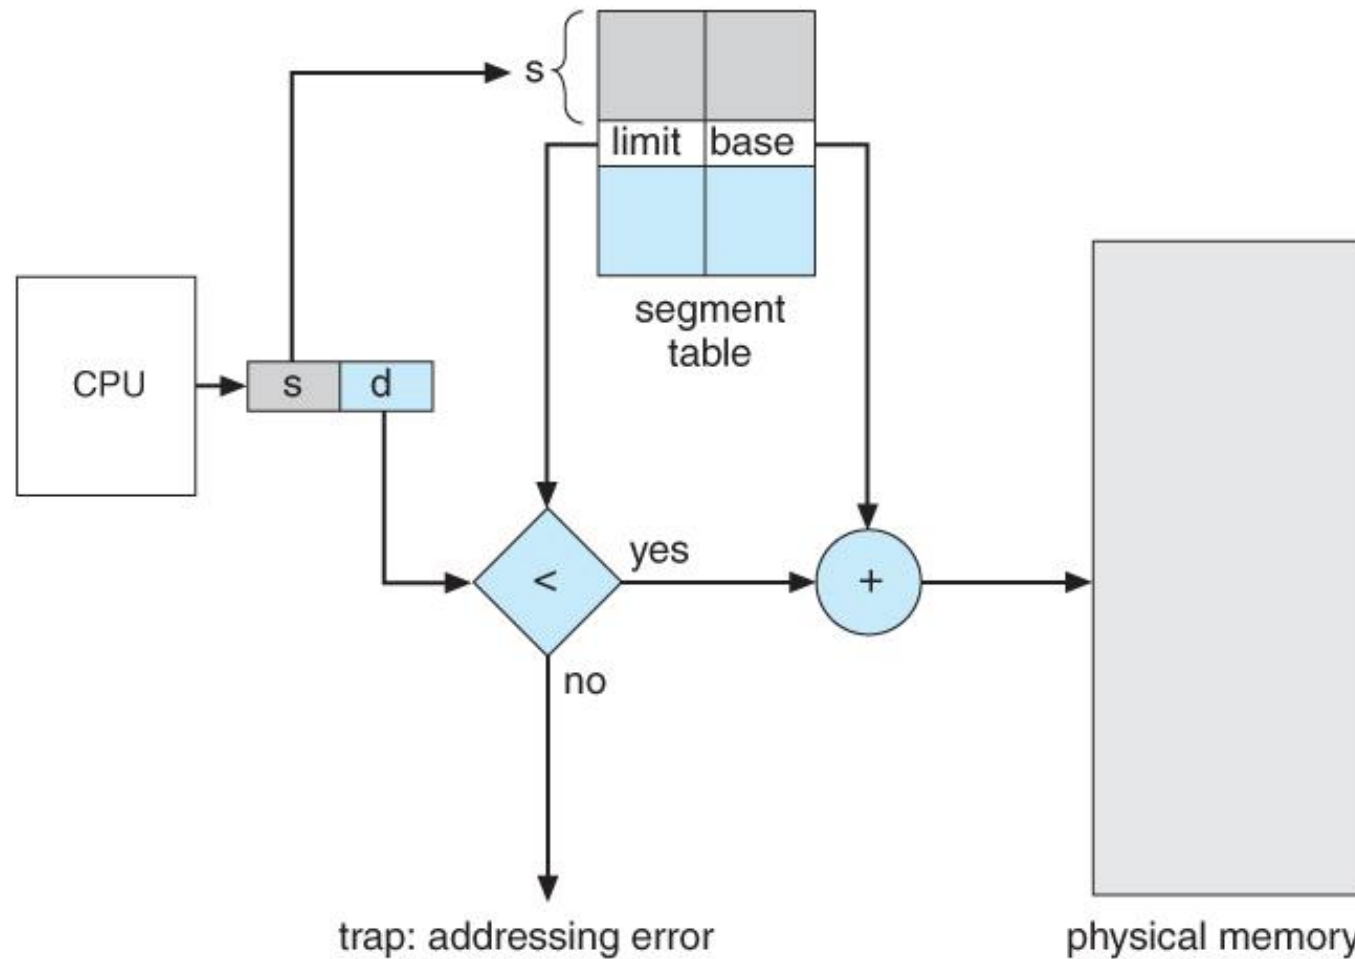 s
limit base
segment
table
CPU
s d
<
yes
+
no
trap: addressing error
physical memory